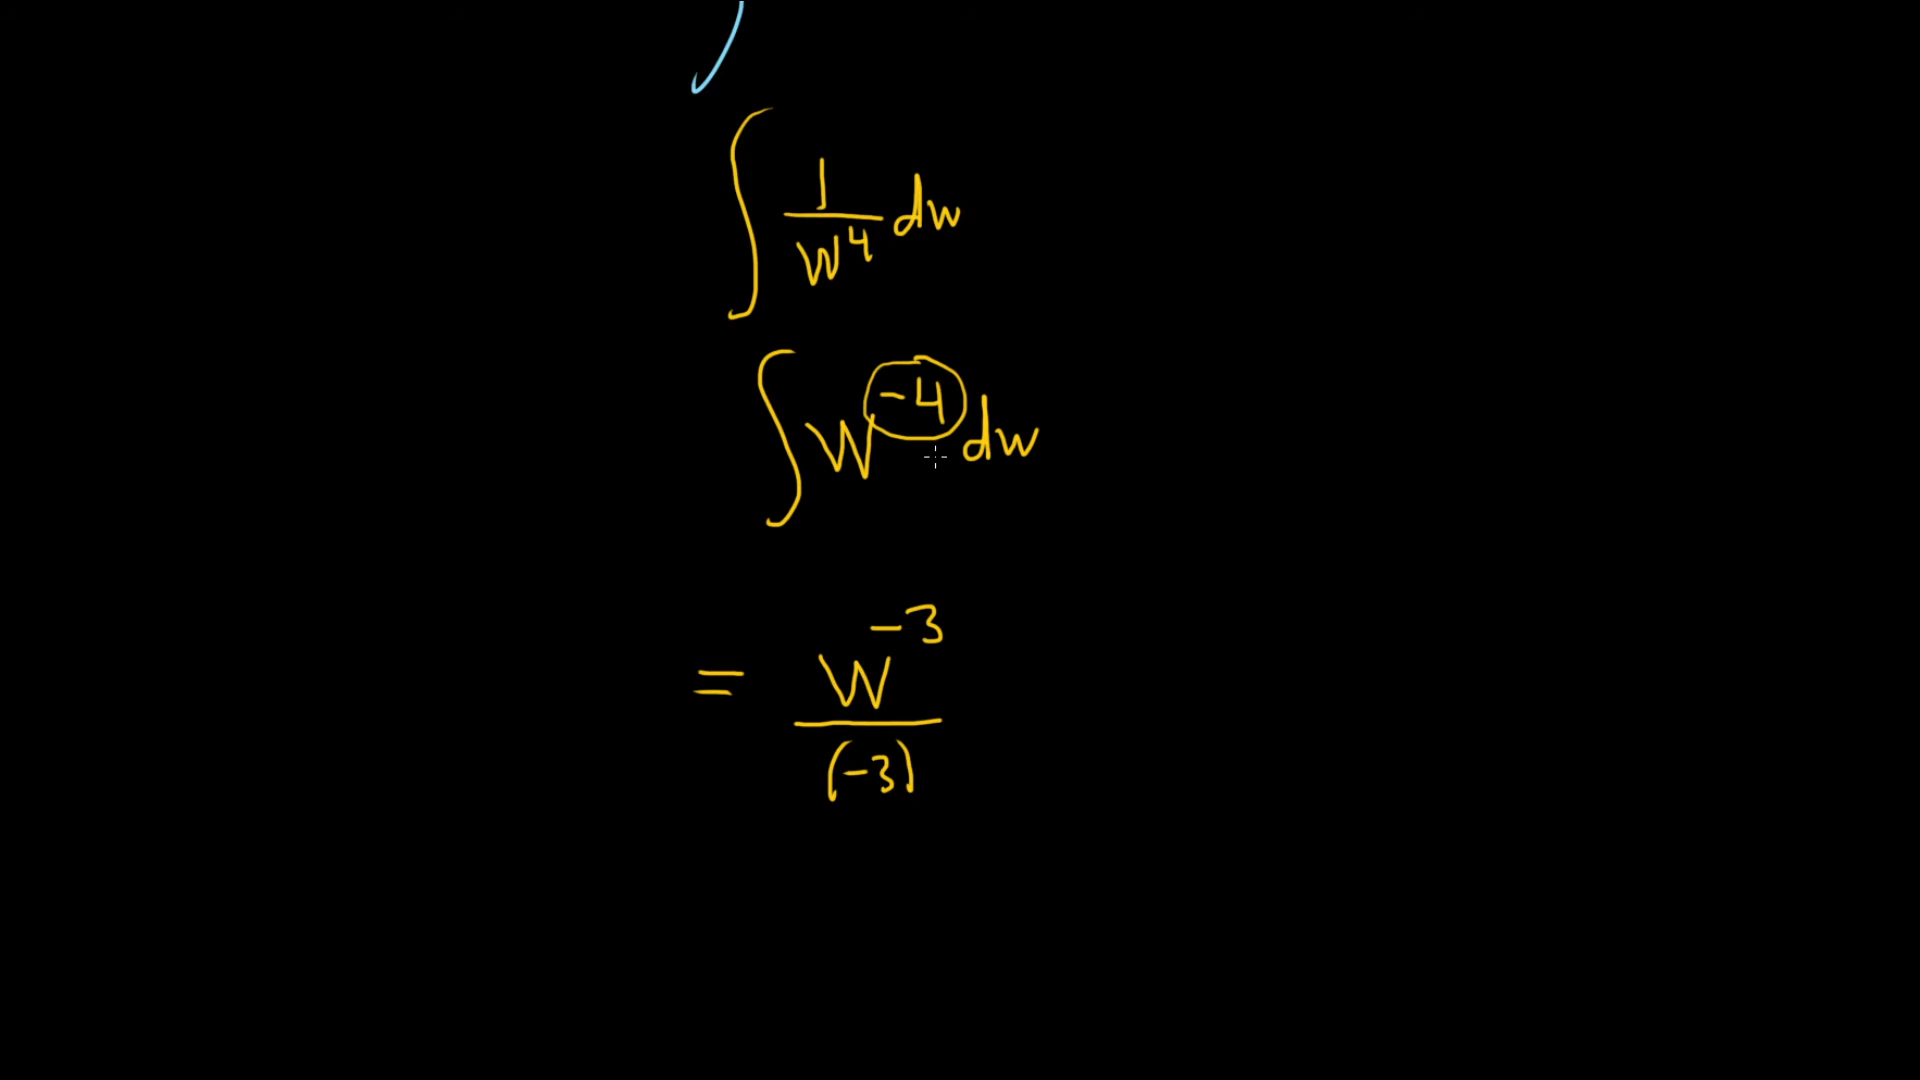 ∫ 1/w⁴ dw
∫ w⁻⁴ dw
= w⁻³/(-3)